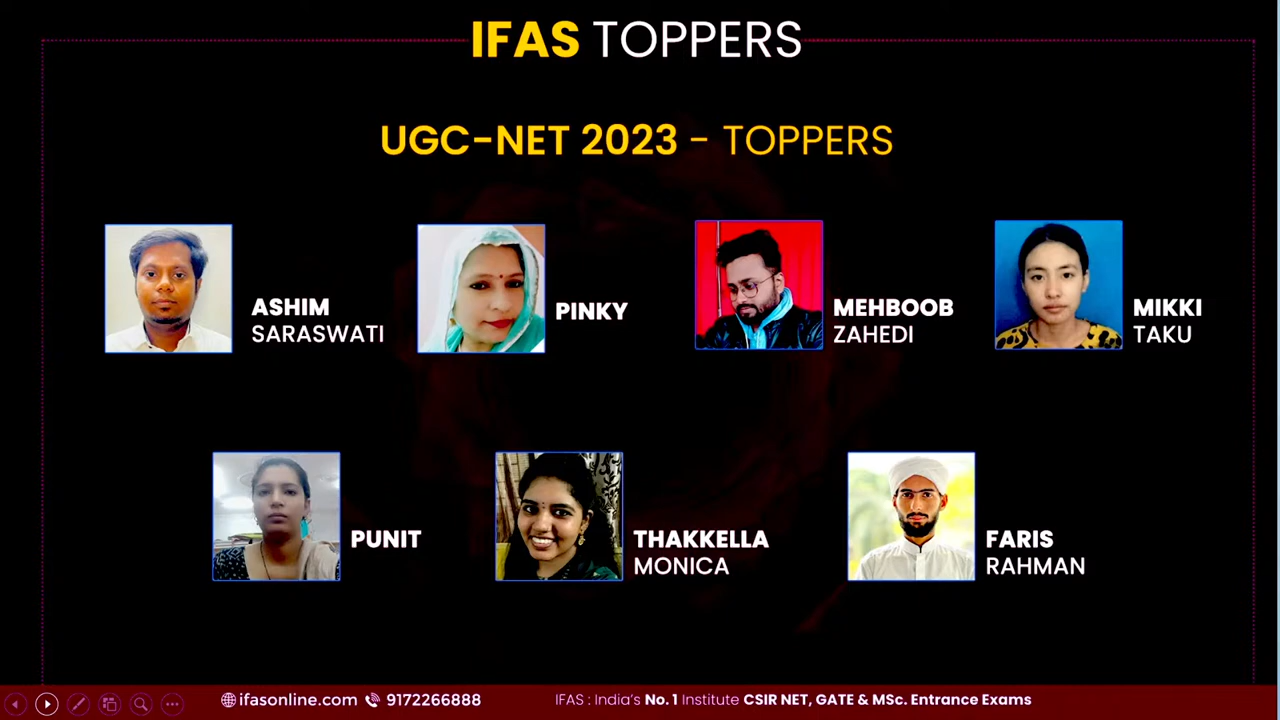 IFAS TOPPERS
UGC-NET 2023 - TOPPERS
ASHIM
SARASWATI
PINKY
MEHBOOB
ZAHEDI
MIKKI
TAKU
PUNIT
THAKKELLA
MONICA
FARIS
RAHMAN
ifasonline.com 9172266888 IFAS : India's No. 1 Institute CSIR NET, GATE & MSc. Entrance Exams